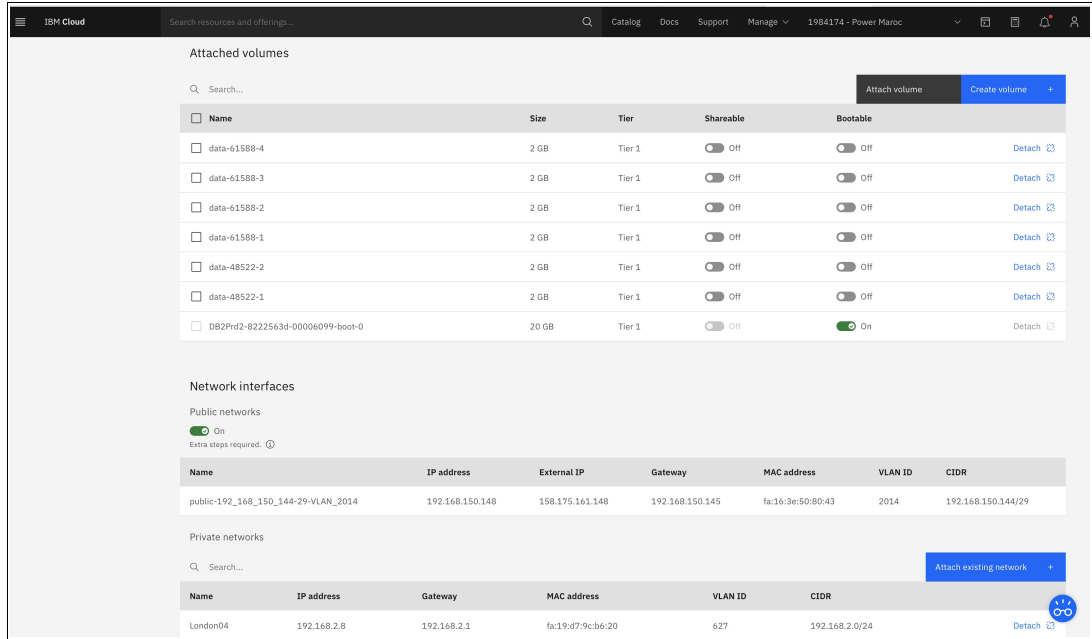 IBM Cloud Search resources and offerings... Catalog Docs Support Manage 1984174 - Power Maroc
Attached volumes
Search... Attach volume Create volume +
Name Size Tier Shareable Bootable
data-61588-4 2 GB Tier 1 Off Off Detach
data-61588-3 2 GB Tier 1 Off Off Detach
data-61588-2 2 GB Tier 1 Off Off Detach
data-61588-1 2 GB Tier 1 Off Off Detach
data-48522-2 2 GB Tier 1 Off Off Detach
data-48522-1 2 GB Tier 1 Off Off Detach
DB2Prd2-8222563d-00006099-boot-0 20 GB Tier 1 Off On Detach
Network interfaces
Public networks
On
Extra steps required.
Name IP address External IP Gateway MAC address VLAN ID CIDR
public-192_168_150_144-29-VLAN_2014 192.168.150.148 158.175.161.148 192.168.150.145 fa:16:3e:50:80:43 2014 192.168.150.144/29
Private networks
Search... Attach existing network +
Name IP address Gateway MAC address VLAN ID CIDR
London04 192.168.2.8 192.168.2.1 fa:19:d7:9c:b6:20 627 192.168.2.0/24 Detach